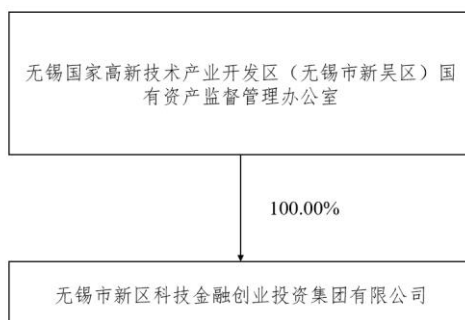 无锡国家高新技术产业开发区（无锡市新吴区）国
有资产监督管理办公室
100.00%
无锡市新区科技金融创业投资集团有限公司